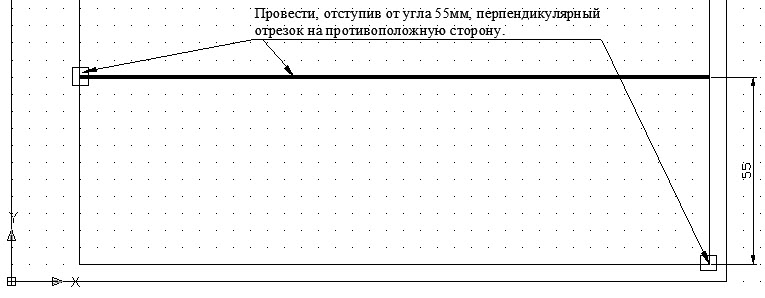 Провести, отступив от угла 55мм, перпендикулярный
отрезок на противоположную сторону.
55
Y
X